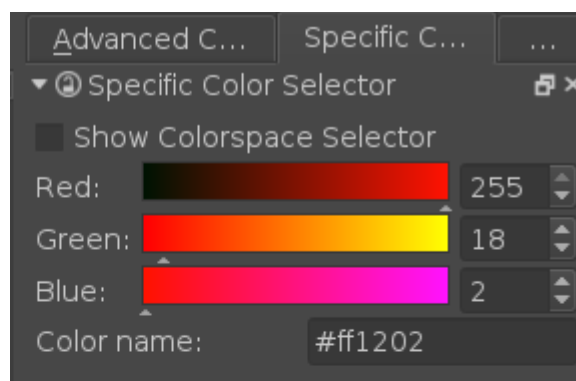 Advanced C... Specific C... ...
Specific Color Selector
Show Colorspace Selector
Red: 255
Green: 18
Blue: 2
Color name: #ff1202